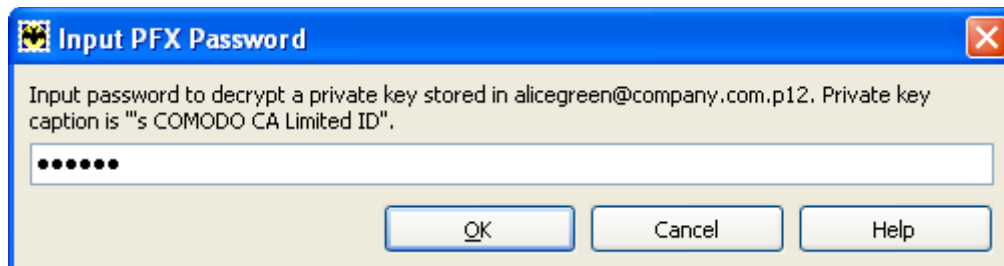 Input PFX Password
Input password to decrypt a private key stored in alicegreen@company.com.p12. Private key
caption is "'s COMODO CA Limited ID".
••••••
OK Cancel Help